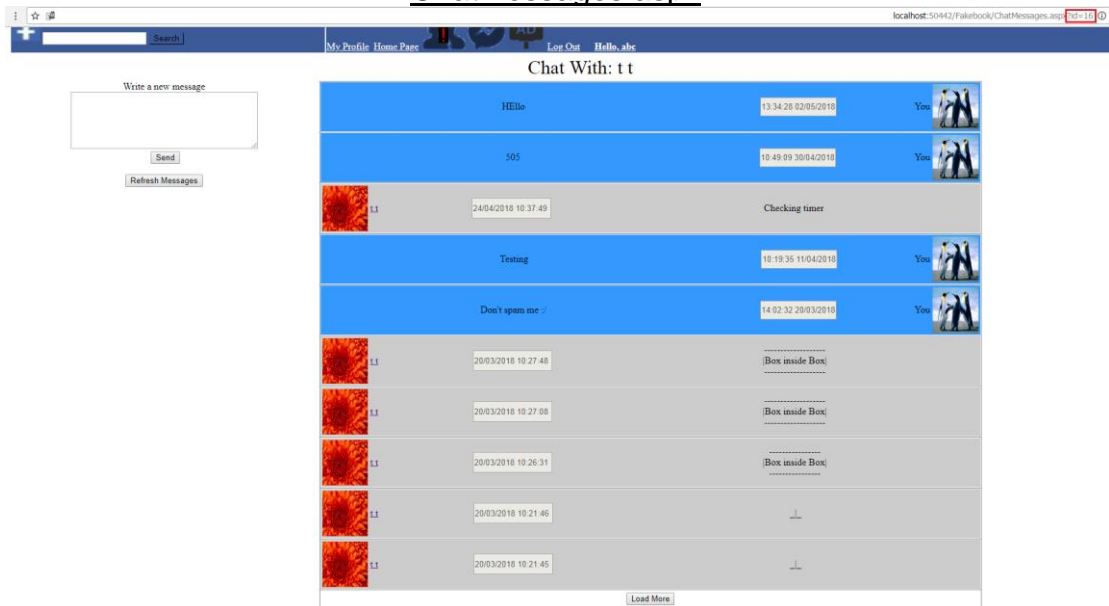 localhost:50442/Fakebook/ChatMessages.aspx?id=16
Search My Profile Home Page AD Log Out Hello, abc
Chat With: t t
Write a new message
Send
Refresh Messages
HEllo 13:34:28 02/05/2018 You
505 10:49:09 30/04/2018 You
t t 24/04/2018 10:37:49 Checking timer
Testing 18:19:35 11/04/2018 You
Don't spam me :/ 14:02:32 20/03/2018 You
-------------------
t t 20/03/2018 10:27:48 |Box inside Box|
-------------------
-------------------
t t 20/03/2018 10:27:08 |Box inside Box|
-------------------
------------------
t t 20/03/2018 10:26:31 |Box inside Box|
----------------
t t 20/03/2018 10:21:46 _|_
t t 20/03/2018 10:21:45 _|_
Load More